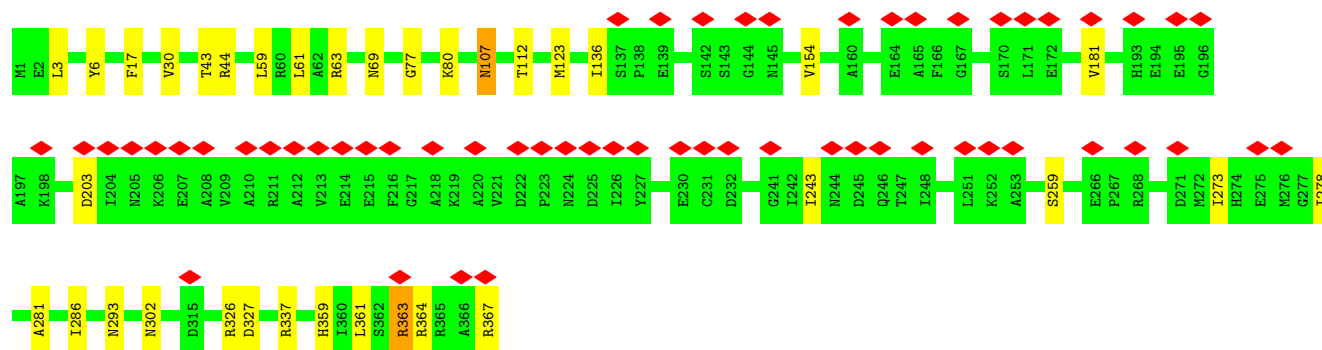 M1 E2 L3 Y6 F17 V30 T43 R44 L59 R60 L61 A62 R63 N69 G77 K80 N107 T112 M123 I136 S137 P138 E139 S142 S143 G144 N145 V154 A160 E164 A165 F166 G167 S170 L171 E172 V181 H193 E194 E195 G196
A197 K198 D203 I204 N205 K206 E207 A208 V209 A210 R211 A212 V213 E214 E215 F216 G217 A218 K219 A220 V221 D222 P223 N224 D225 I226 Y227 E230 C231 D232 G241 I242 I243 N244 D245 Q246 T247 I248 L251 K252 A253 S259 E266 P267 R268 D271 M272 I273 H274 E275 M276 G277 I278
A281 I286 N293 N302 D315 R326 D327 R337 H359 I360 L361 S362 R363 R364 R365 A366 R367